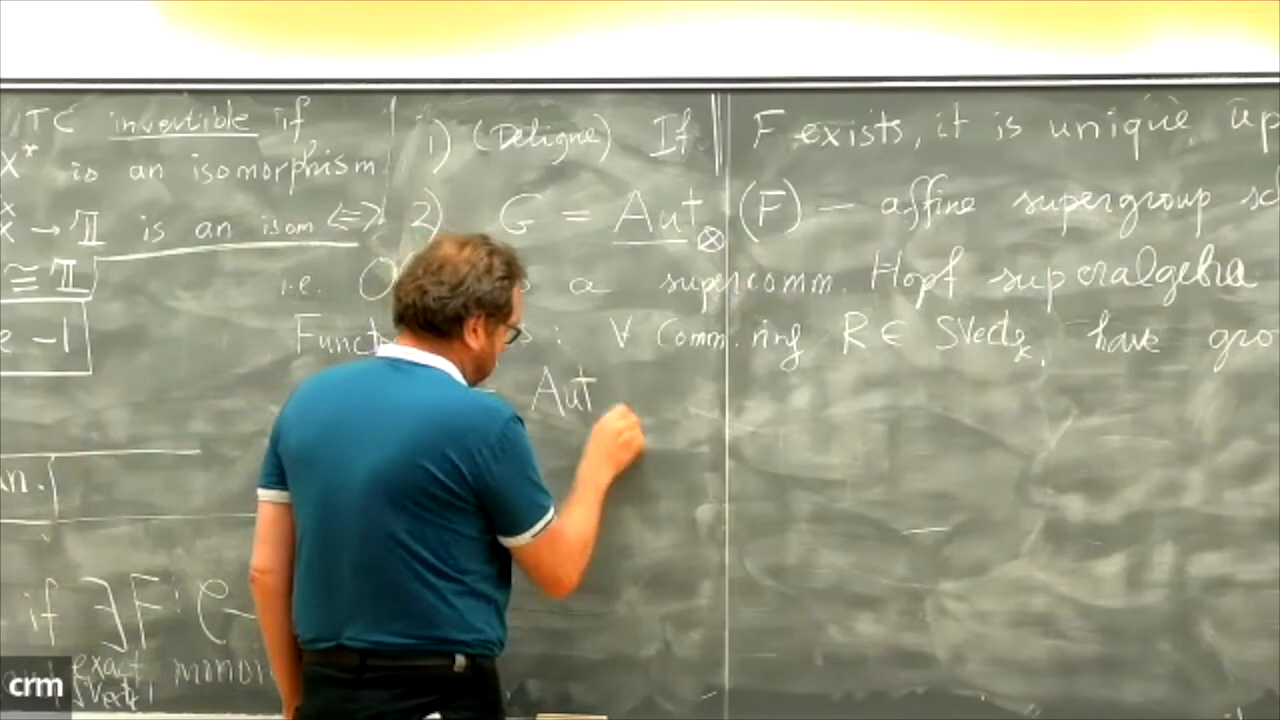 TC invertible if
X* is an isomorphism
X → 𝟙 is an isom <=>
≅ 𝟙
e -1
an.
if ∃F: C
exact monoi
sVect
1) (Deligne) If F exists, it is unique up
2) G = Aut⊗ (F) — affine supergroup sc
i.e. O a supercomm. Hopf superalgebra
Funct s: ∀ Comm. ring R ∈ SVect_k, have gro
Aut
crm